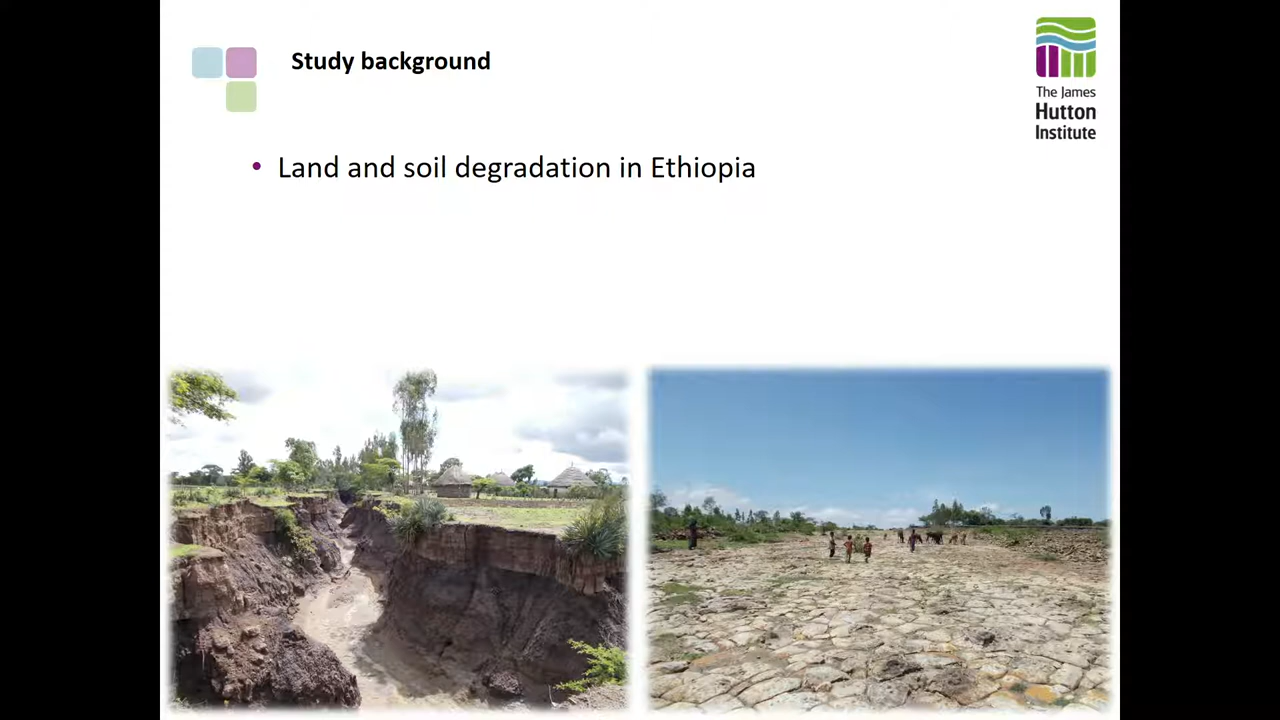 Study background
The James
Hutton
Institute
• Land and soil degradation in Ethiopia